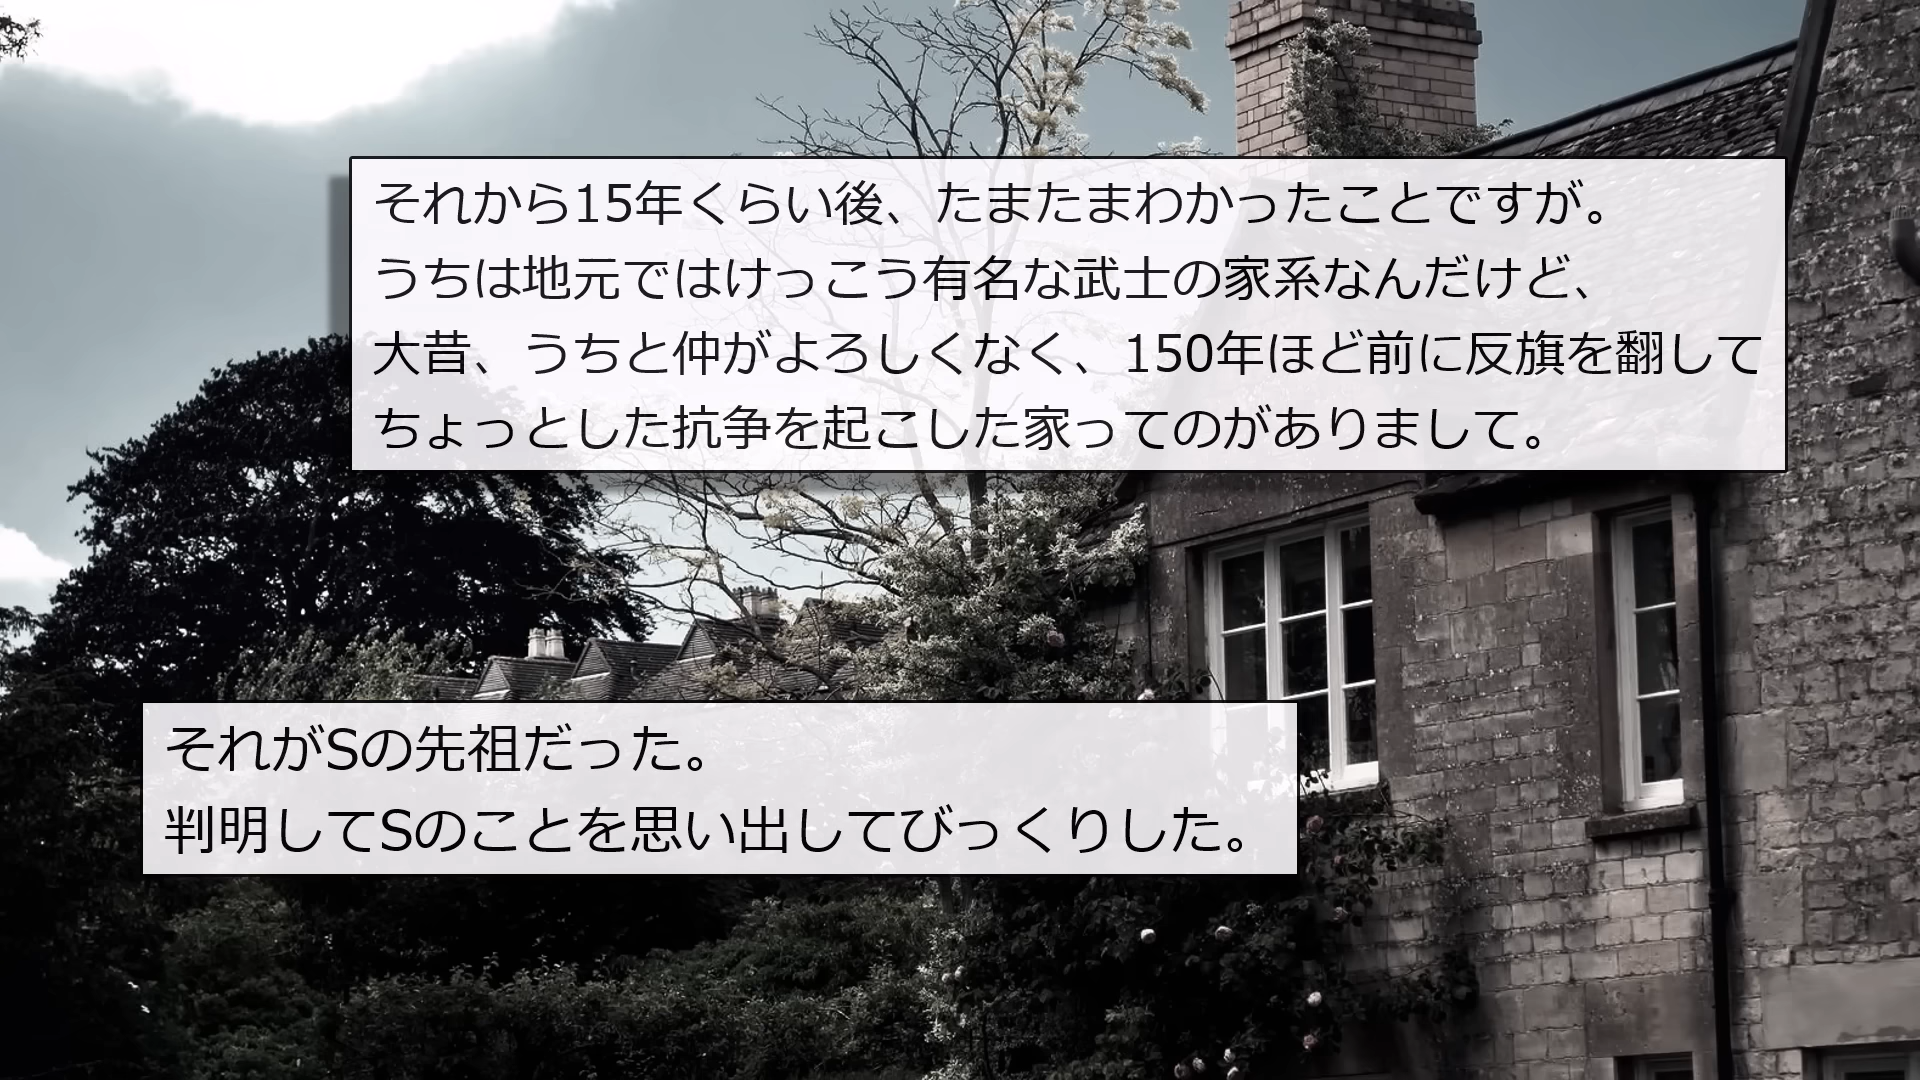 それから15年くらい後、たまたまわかったことですが。
うちは地元ではけっこう有名な武士の家系なんだけど、
大昔、うちと仲がよろしくなく、150年ほど前に反旗を翻して
ちょっとした抗争を起こした家ってのがありまして。
それがSの先祖だった。
判明してSのことを思い出してびっくりした。